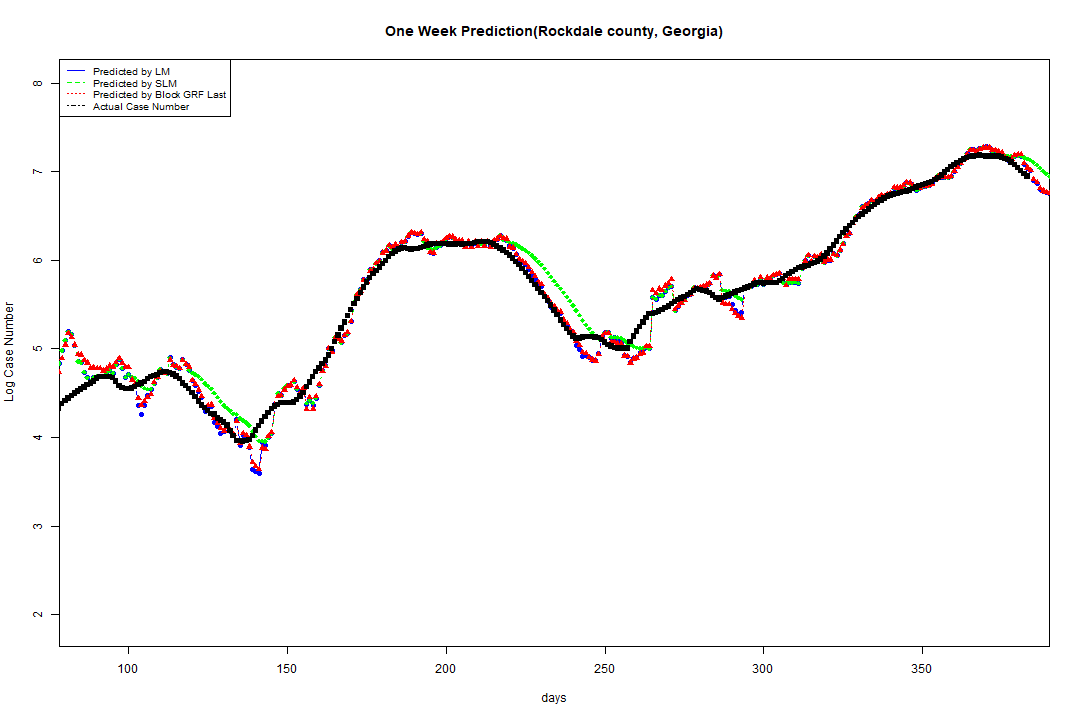 One Week Prediction(Rockdale county, Georgia)
Predicted by LM
Predicted by SLM
Predicted by Block GRF Last
Actual Case Number
8
7
6
5
4
3
2
Log Case Number
100 150 200 250 300 350
days